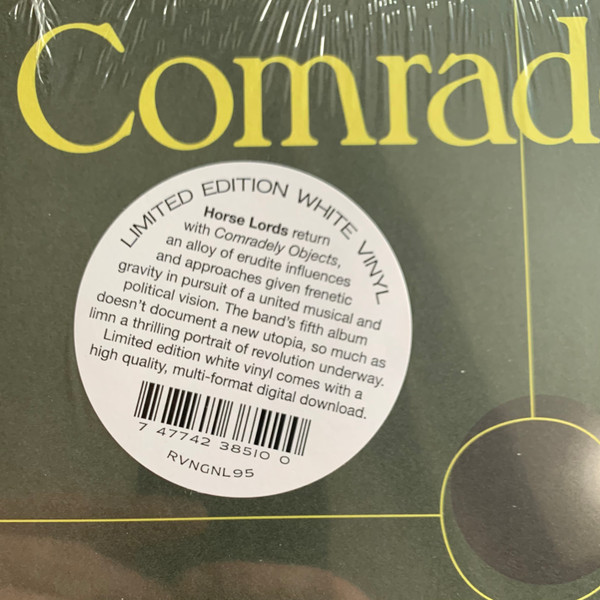 Comrade
LIMITED EDITION WHITE VINYL
Horse Lords return
with Comradely Objects,
an alloy of erudite influences
and approaches given frenetic
gravity in pursuit of a united musical and
political vision. The band's fifth album
doesn't document a new utopia, so much as
limn a thrilling portrait of revolution underway.
Limited edition white vinyl comes with a
high quality, multi-format digital download.
7 47742 38510 0
RVNGNL95